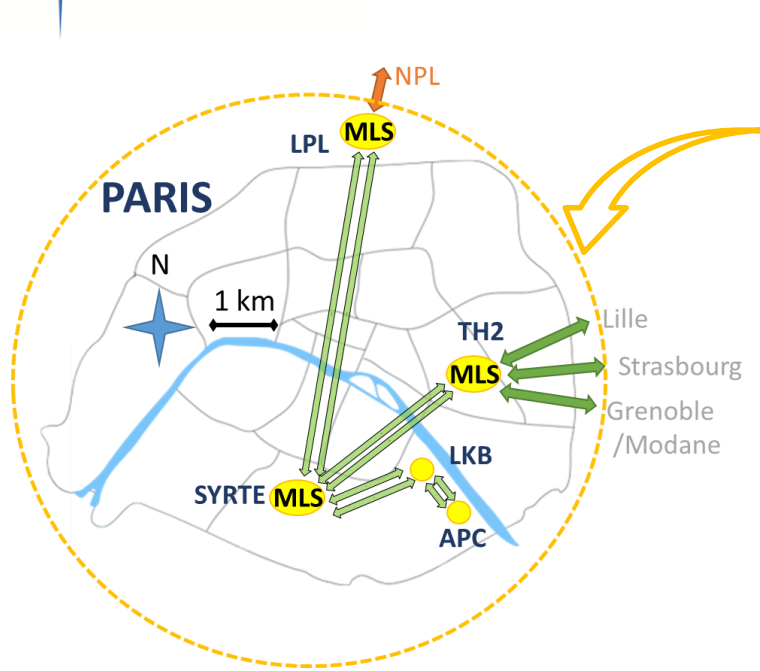 NPL
MLS
LPL
PARIS
N
1 km
TH2
Lille
MLS
Strasbourg
Grenoble
/Modane
LKB
SYRTE
MLS
APC